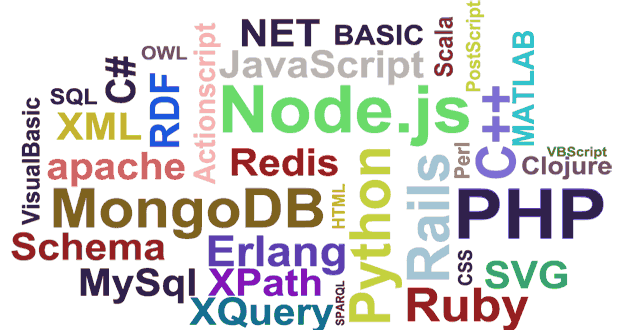 NET
BASIC
Scala
PostScript
OWL
C#
Actionscript
JavaScript
MATLAB
SQL
RDF
Node.js
C++
XML
VisualBasic
apache
Redis
Python
Rails
Perl
VBScript
Clojure
MongoDB
HTML
PHP
Schema
Erlang
CSS
SVG
MySql
XPath
SPARQL
XQuery
Ruby